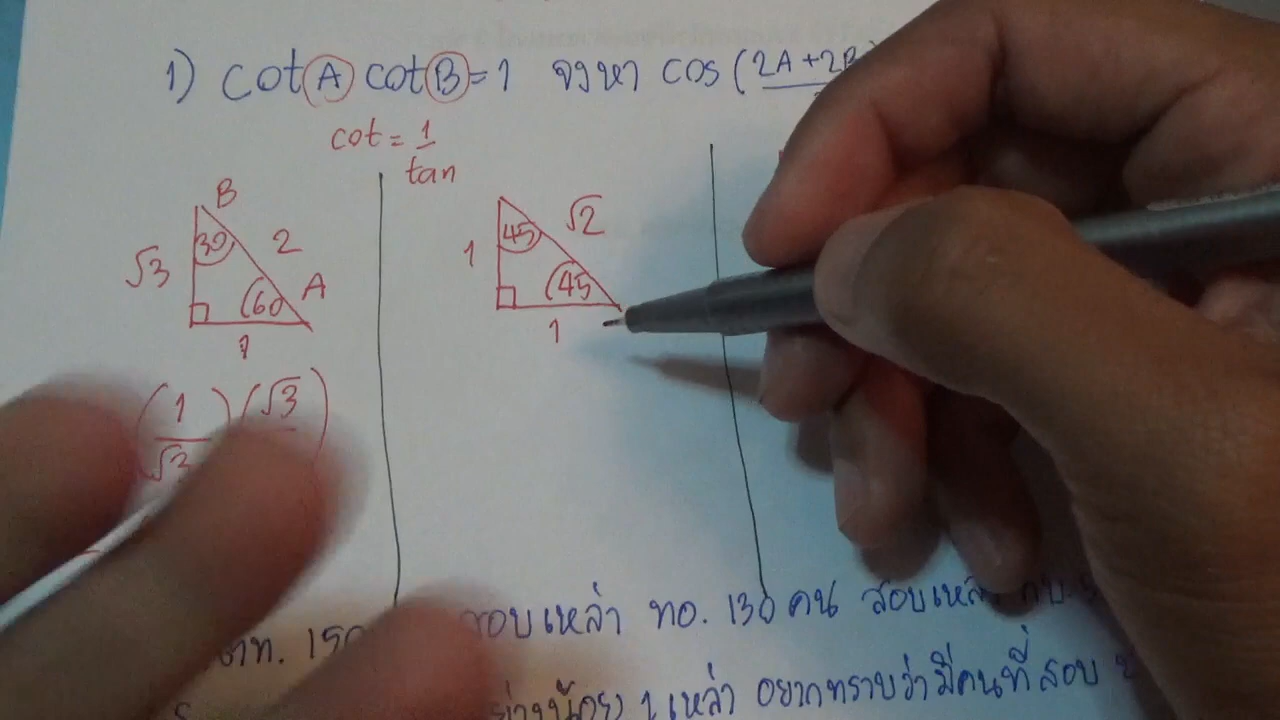 1) cot A cot B = 1 จงหา cos (2A+2B
cot = 1
tan
B
30
2
√3
60
A
1
(1) (√3)
√3
45
√2
1
45
1
สอบเหล่า ทอ. 130 คน สอบเหล่า
1 เหล่า อยากทราบว่ามีคนที่สอบ